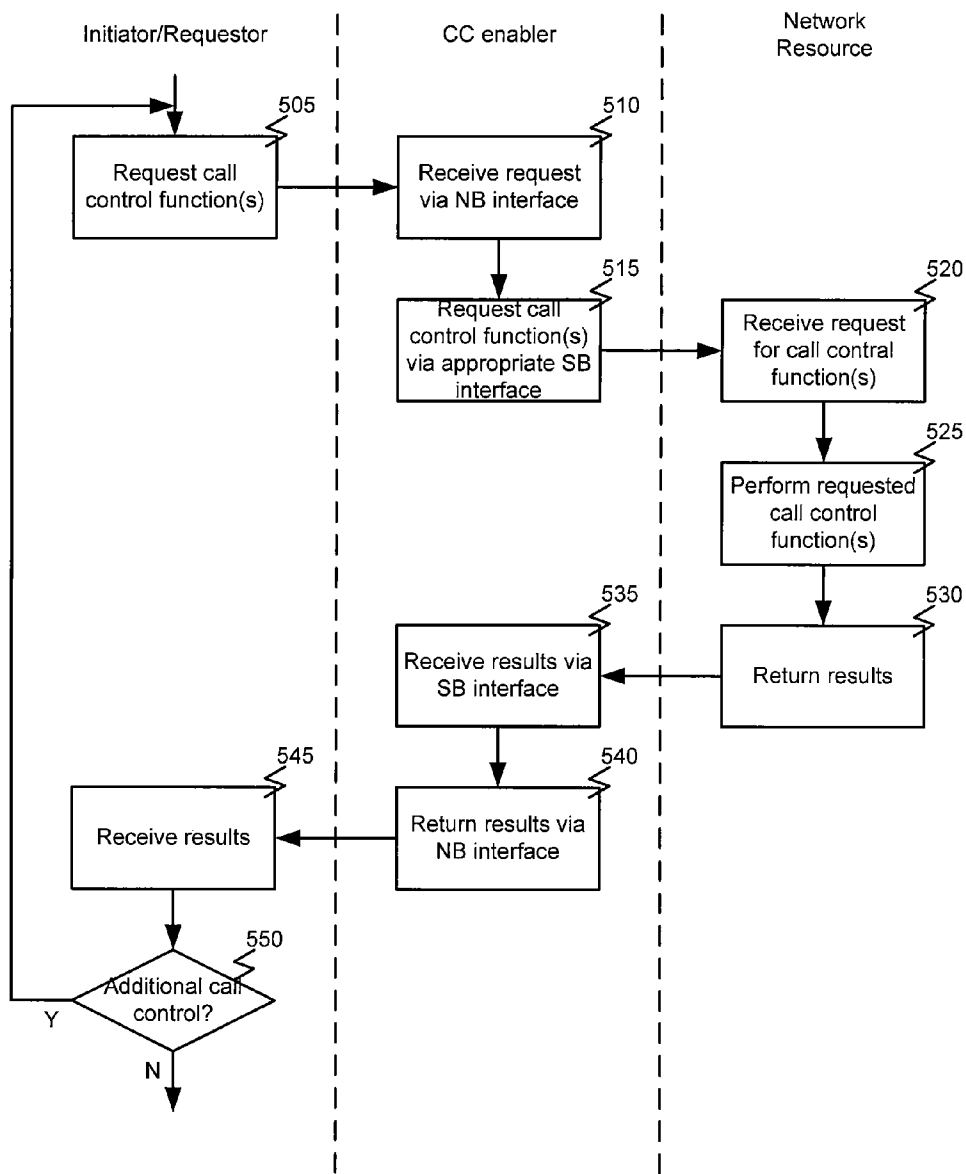 Initiator/Requestor
CC enabler
Network
Resource
505
Request call
control function(s)
510
Receive request
via NB interface
515
Request call
control function(s)
via appropriate SB
interface
520
Receive request
for call contral
function(s)
525
Perform requested
call control
function(s)
530
Return results
535
Receive results via
SB interface
540
Return results via
NB interface
545
Receive results
550
Additional call
control?
Y
N